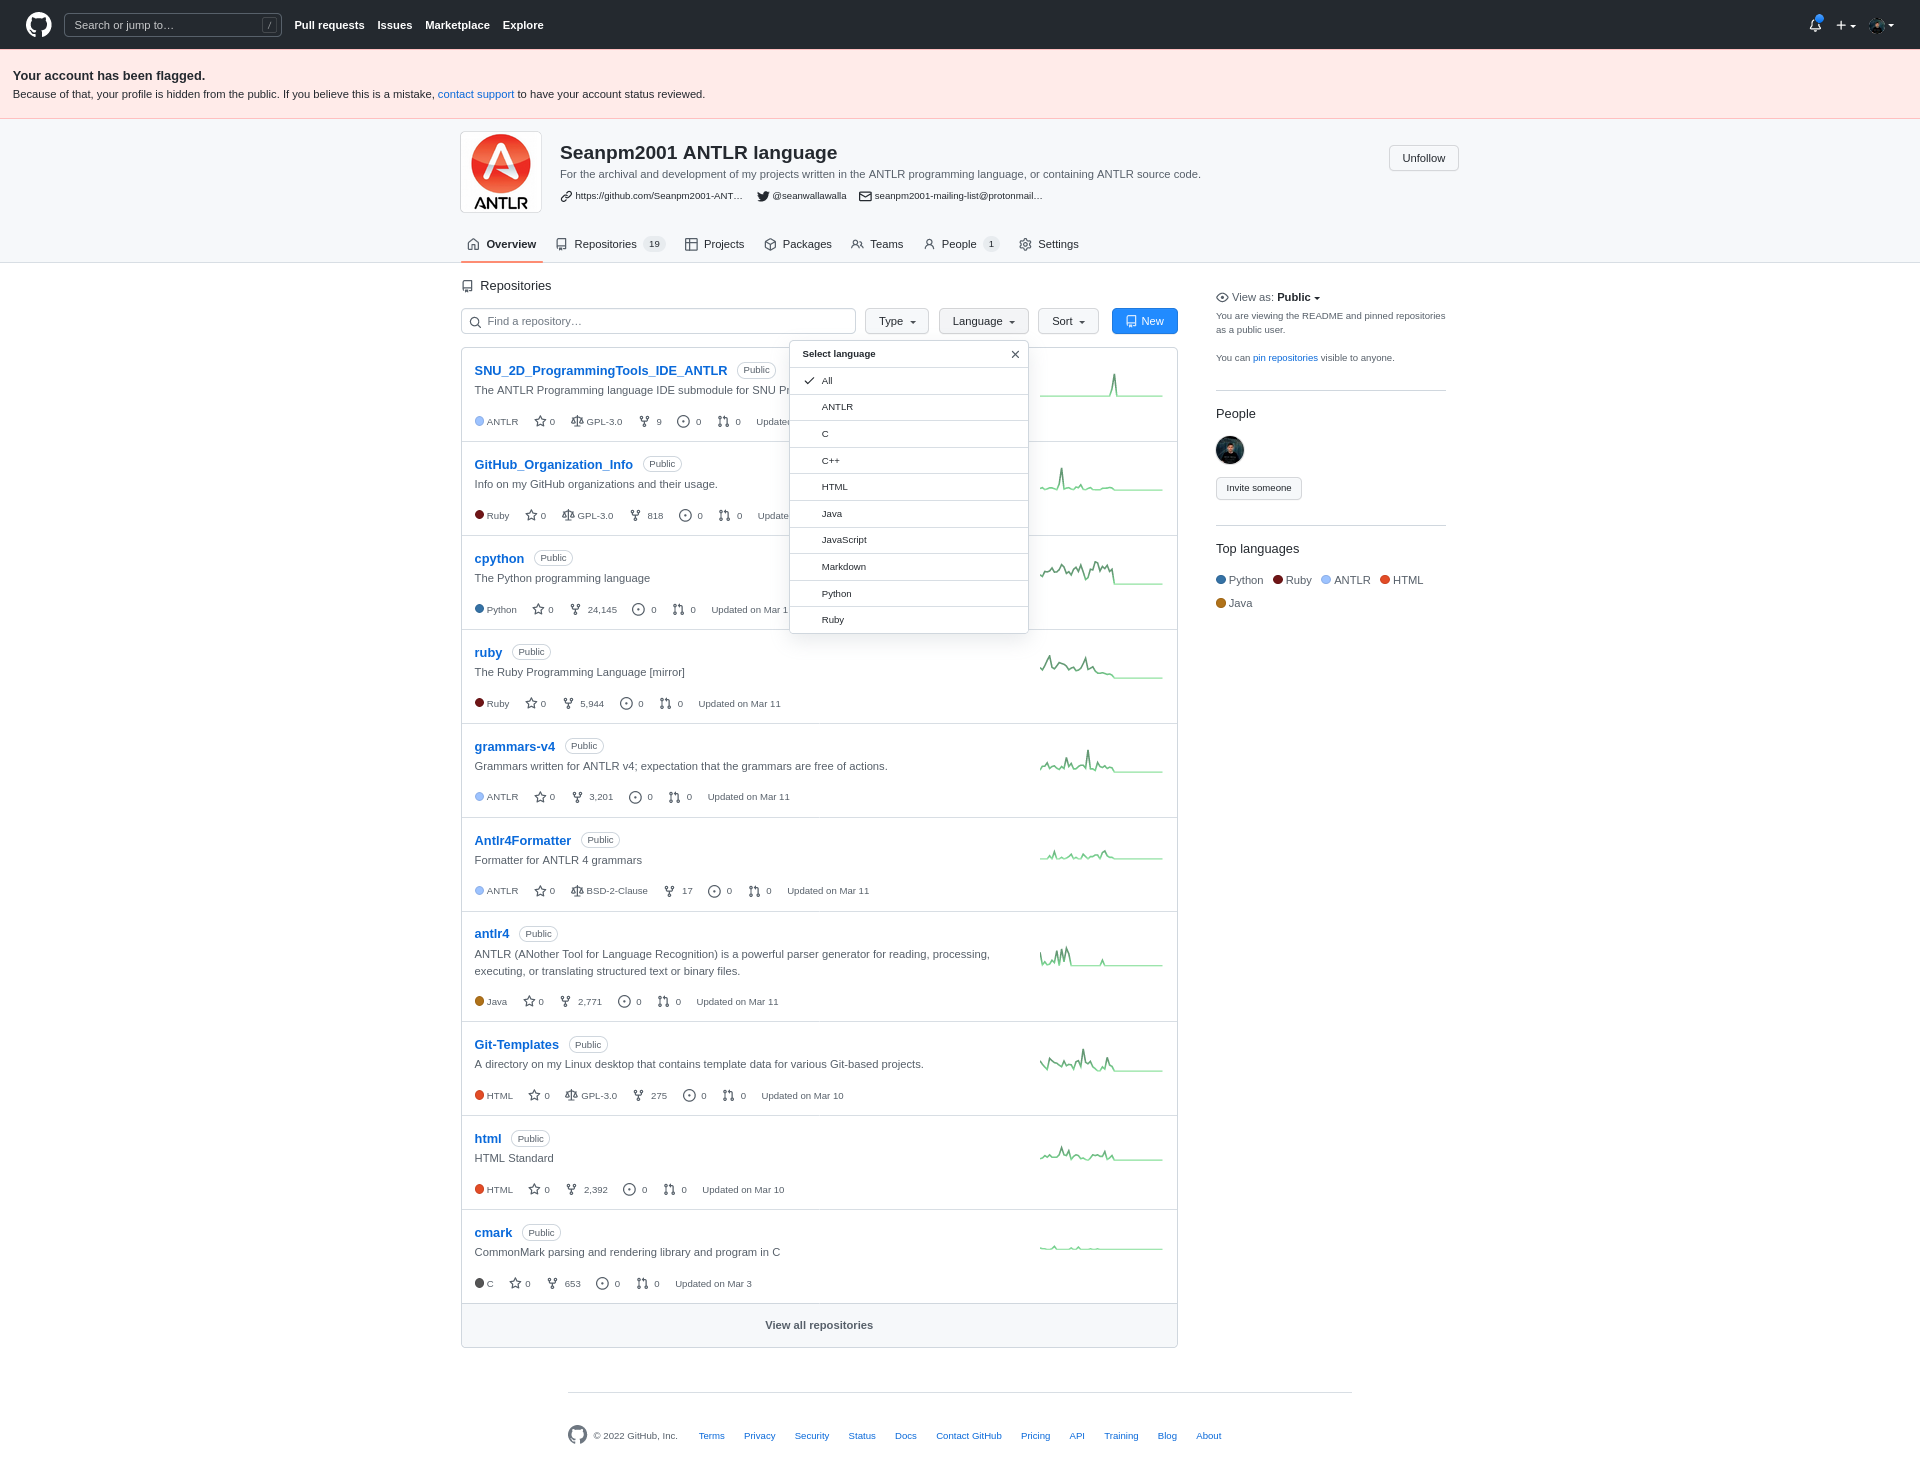 Search or jump to… /
Pull requests Issues Marketplace Explore
Your account has been flagged.
Because of that, your profile is hidden from the public. If you believe this is a mistake, contact support to have your account status reviewed.
ANTLR
Seanpm2001 ANTLR language
Unfollow
For the archival and development of my projects written in the ANTLR programming language, or containing ANTLR source code.
https://github.com/Seanpm2001-ANT… @seanwallawalla seanpm2001-mailing-list@protonmail…
Overview Repositories 19 Projects Packages Teams People 1 Settings
Repositories
Find a repository… Type Language Sort New
Select language
All
ANTLR
C
C++
HTML
Java
JavaScript
Markdown
Python
Ruby
SNU_2D_ProgrammingTools_IDE_ANTLR Public
The ANTLR Programming language IDE submodule for SNU
ANTLR 0 GPL-3.0 9 0 0
GitHub_Organization_Info Public
Info on my GitHub organizations and their usage.
Ruby 0 GPL-3.0 818 0 0
cpython Public
The Python programming language
Python 0 24,145 0 0 Updated on Mar 1
ruby Public
The Ruby Programming Language [mirror]
Ruby 0 5,944 0 0 Updated on Mar 11
grammars-v4 Public
Grammars written for ANTLR v4; expectation that the grammars are free of actions.
ANTLR 0 3,201 0 0 Updated on Mar 11
Antlr4Formatter Public
Formatter for ANTLR 4 grammars
ANTLR 0 BSD-2-Clause 17 0 0 Updated on Mar 11
antlr4 Public
ANTLR (ANother Tool for Language Recognition) is a powerful parser generator for reading, processing,
executing, or translating structured text or binary files.
Java 0 2,771 0 0 Updated on Mar 11
Git-Templates Public
A directory on my Linux desktop that contains template data for various Git-based projects.
HTML 0 GPL-3.0 275 0 0 Updated on Mar 10
html Public
HTML Standard
HTML 0 2,392 0 0 Updated on Mar 10
cmark Public
CommonMark parsing and rendering library and program in C
C 0 653 0 0 Updated on Mar 3
View all repositories
View as: Public
You are viewing the README and pinned repositories
as a public user.
You can pin repositories visible to anyone.
People
Invite someone
Top languages
Python Ruby ANTLR HTML
Java
© 2022 GitHub, Inc. Terms Privacy Security Status Docs Contact GitHub Pricing API Training Blog About